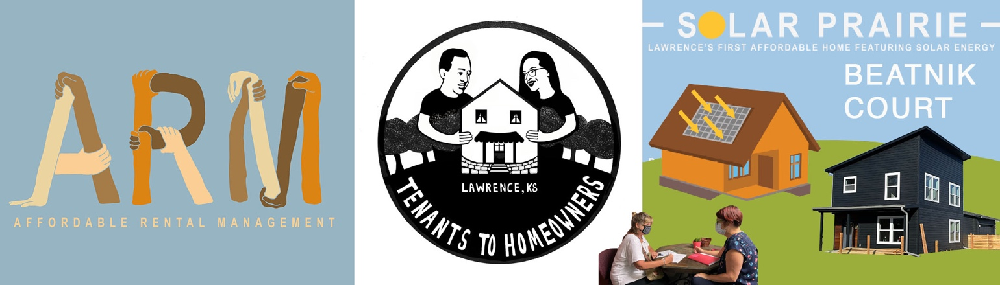 ARM
AFFORDABLE RENTAL MANAGEMENT
LAWRENCE, KS
TENANTS TO HOMEOWNERS
SOLAR PRAIRIE
LAWRENCE'S FIRST AFFORDABLE HOME FEATURING SOLAR ENERGY
BEATNIK
COURT